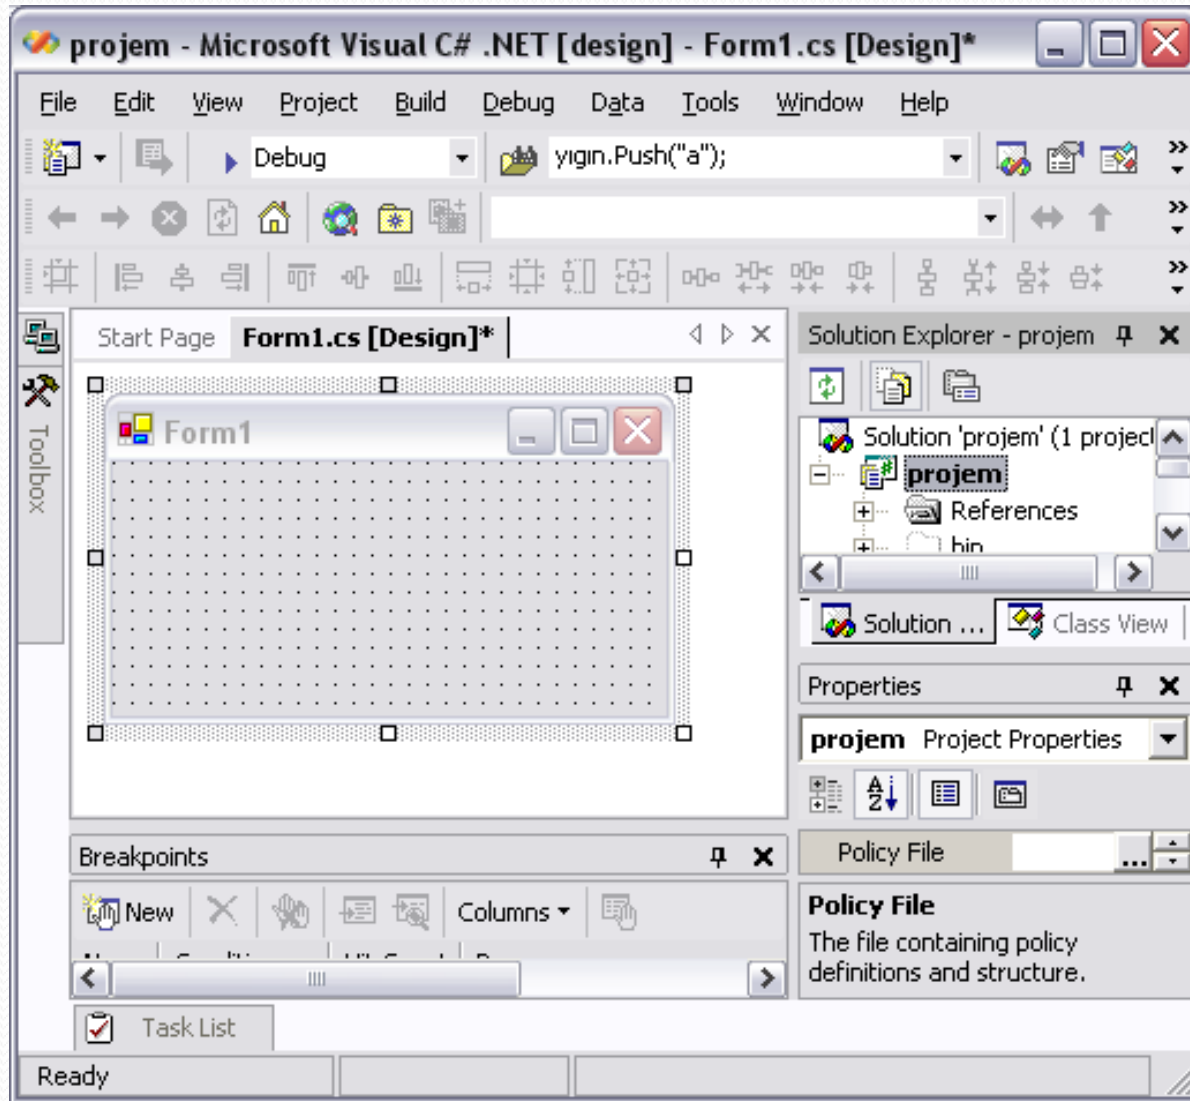 projem - Microsoft Visual C# .NET [design] - Form1.cs [Design]*
File Edit View Project Build Debug Data Tools Window Help
Debug yıgın.Push("a");
Start Page Form1.cs [Design]*
Solution Explorer - projem
Toolbox
Form1
Solution 'projem' (1 project
projem
References
bin
Solution ... Class View
Properties
projem Project Properties
Policy File ...
Policy File
The file containing policy
definitions and structure.
Breakpoints
New Columns
Task List
Ready